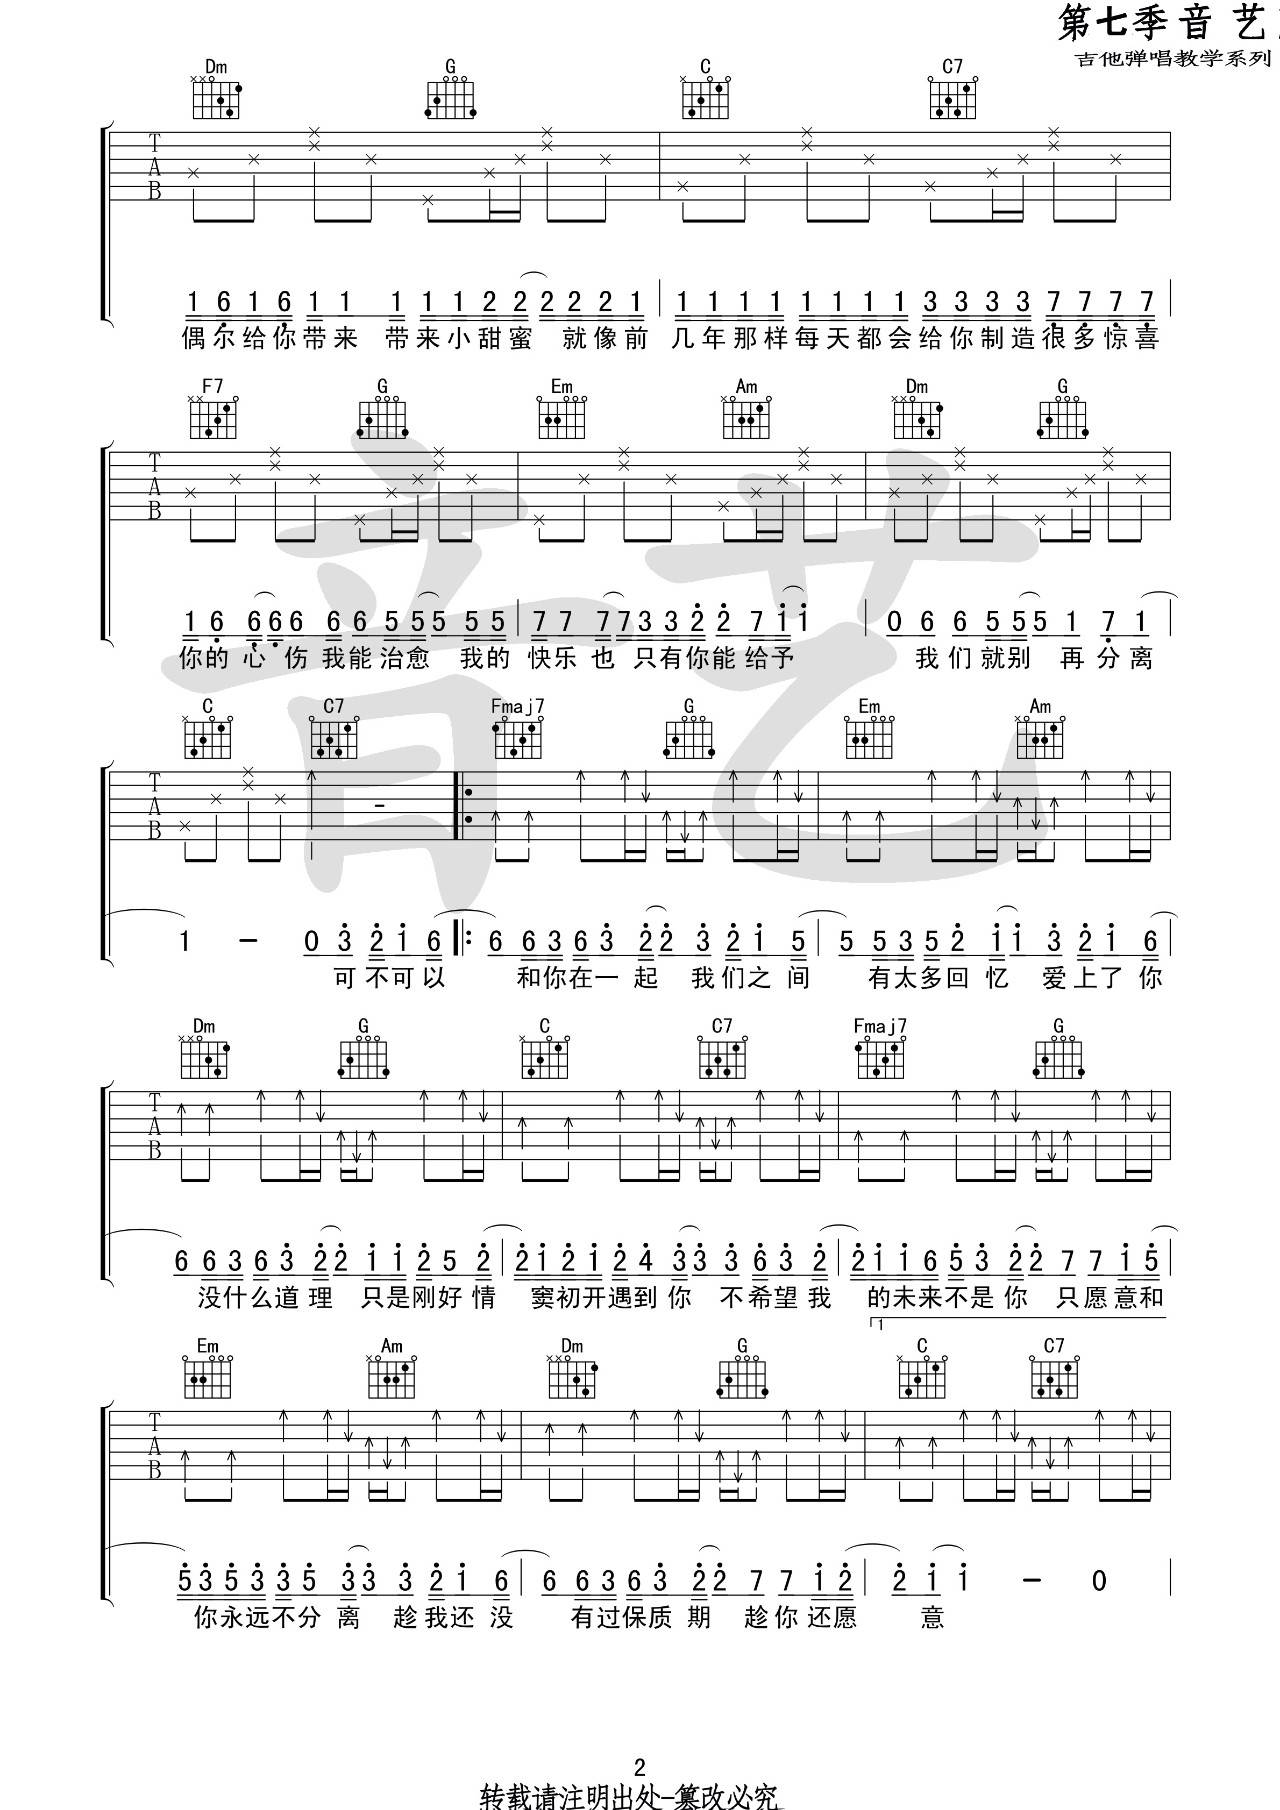 第七季音艺
吉他弹唱教学系列
Dm G C C7
T
A
B
1 6 1 6 1 1 1 1 1 2 2 2 2 2 1 1 1 1 1 1 1 1 1 3 3 3 3 7 7 7 7
偶尔给你带来 带来小甜蜜 就像前 几年那样每天都会给你制造很多惊喜
F7 G Em Am Dm G
T
A
B
1 6 6 6 6 6 6 5 5 5 5 5 7 7 7 7 3 3 2 2 7 1 1 0 6 6 5 5 5 1 7 1
你的心 伤我能治愈 我的 快乐也 只有你能给予 我们就别 再分离
C C7 Fmaj7 G Em Am
T
A
B
1 - 0 3 2 1 6 6 6 3 6 3 2 2 3 2 1 5 5 5 3 5 2 1 1 3 2 1 6
可不可以 和你在一起 我们之间 有太多回忆 爱上了你
音艺
Dm G C C7 Fmaj7 G
T
A
B
6 6 3 6 3 2 2 1 1 2 5 2 2 1 2 1 2 4 3 3 3 6 3 2 2 1 1 6 5 3 2 2 7 7 1 5
没什么道理 只是刚好情 窦初开遇到你 不希望我 的未来不是你 只愿意和
1
Em Am Dm G C C7
T
A
B
5 3 5 3 3 5 3 3 3 2 1 6 6 6 3 6 3 2 2 7 7 1 2 2 1 1 - 0
你永远不分离 趁我还没 有过保质期 趁你还愿 意
2
转载请注明出处-篡改必究